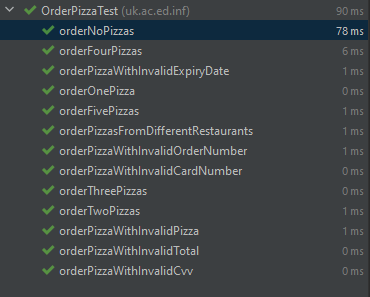 OrderPizzaTest (uk.ac.ed.inf) 90 ms
orderNoPizzas 78 ms
orderFourPizzas 6 ms
orderPizzaWithInvalidExpiryDate 1 ms
orderOnePizza 0 ms
orderFivePizzas 1 ms
orderPizzasFromDifferentRestaurants 1 ms
orderPizzaWithInvalidOrderNumber 1 ms
orderPizzaWithInvalidCardNumber 0 ms
orderThreePizzas 0 ms
orderTwoPizzas 1 ms
orderPizzaWithInvalidPizza 1 ms
orderPizzaWithInvalidTotal 0 ms
orderPizzaWithInvalidCvv 0 ms